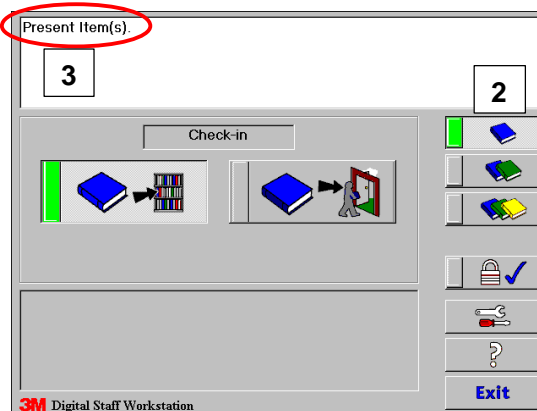 Present Item(s).
3
2
Check-in
?
Exit
3M Digital Staff Workstation